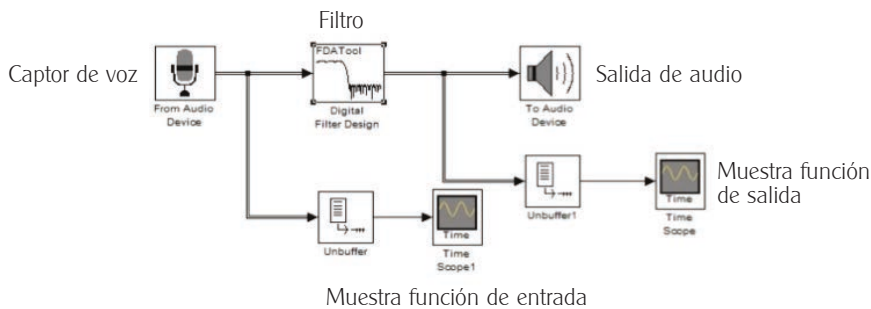 Filtro
FDATool
Captor de voz
Salida de audio
From Audio
Device
Digital
Filter Design
To Audio
Device
Muestra función
de salida
Unbuffer1
Time
Time
Scope
Unbuffer
Time
Time
Scope1
Muestra función de entrada